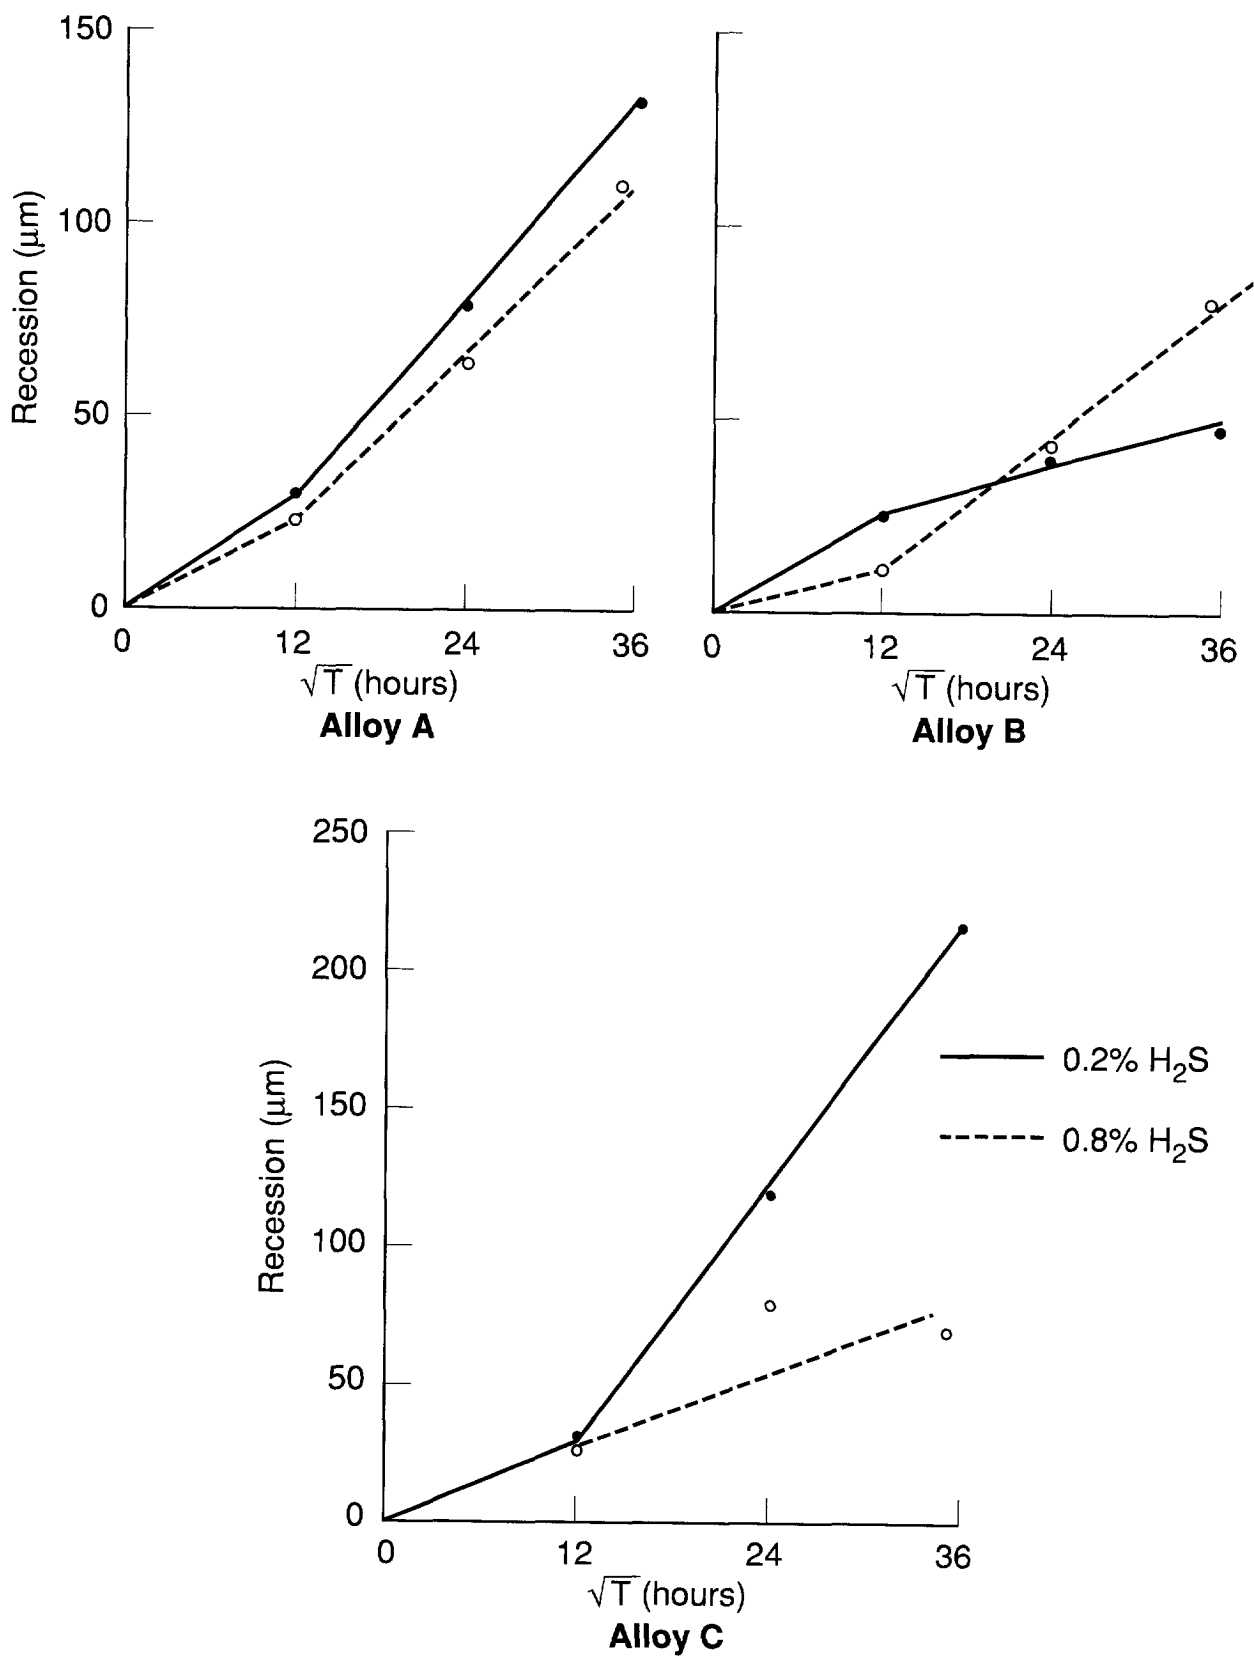 150
100
50
0
Recession (μm)
0 12 24 36
√T (hours)
Alloy A
0 12 24 36
√T (hours)
Alloy B
250
200
150
100
50
0
Recession (μm)
0 12 24 36
√T (hours)
Alloy C
0.2% H₂S
0.8% H₂S